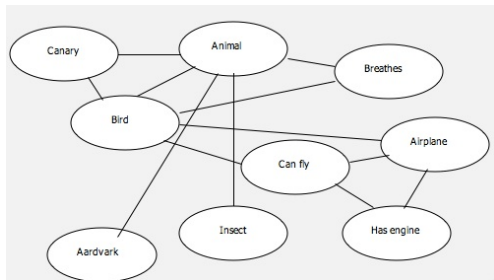 Canary
Animal
Breathes
Bird
Airplane
Can fly
Insect
Has engine
Aardvark